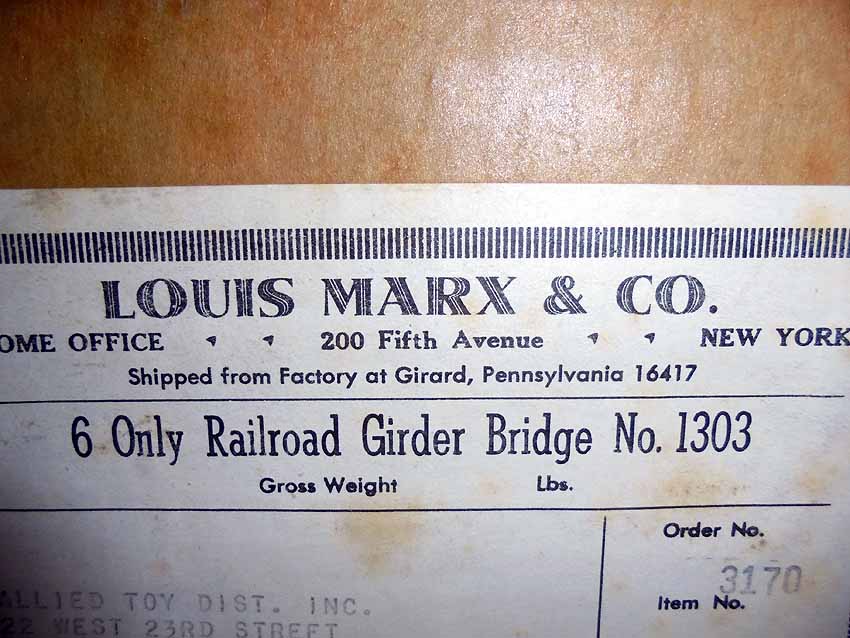 LOUIS MARX & CO.
OME OFFICE 200 Fifth Avenue NEW YORK
Shipped from Factory at Girard, Pennsylvania 16417
6 Only Railroad Girder Bridge No. 1303
Gross Weight Lbs.
Order No.
3170
Item No.
ALLIED TOY DIST. INC.
22 WEST 23RD STREET